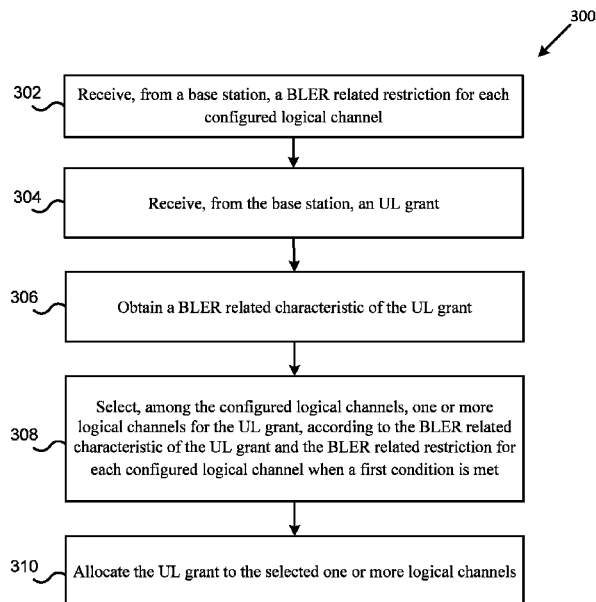 300
302
Receive, from a base station, a BLER related restriction for each
configured logical channel
304
Receive, from the base station, an UL grant
306
Obtain a BLER related characteristic of the UL grant
308
Select, among the configured logical channels, one or more
logical channels for the UL grant, according to the BLER related
characteristic of the UL grant and the BLER related restriction for
each configured logical channel when a first condition is met
310
Allocate the UL grant to the selected one or more logical channels